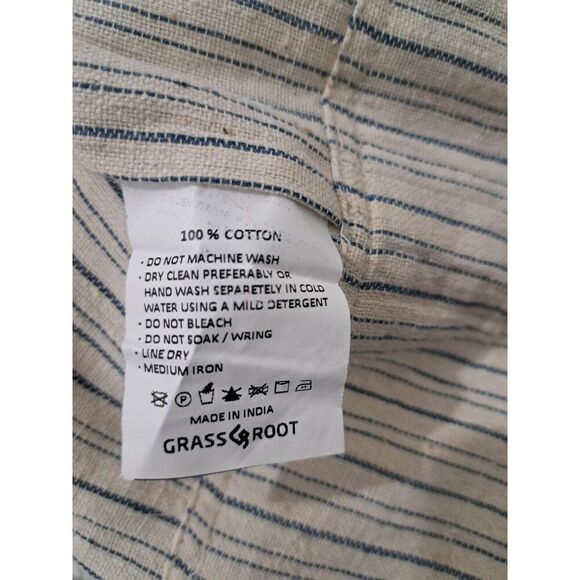 100 % COTTON
• DO NOT MACHINE WASH
• DRY CLEAN PREFERABLY OR
HAND WASH SEPARETELY IN COLD
WATER USING A MILD DETERGENT
• DO NOT BLEACH
• DO NOT SOAK / WRING
• LINE DRY
• MEDIUM IRON
P
MADE IN INDIA
GRASS ROOT